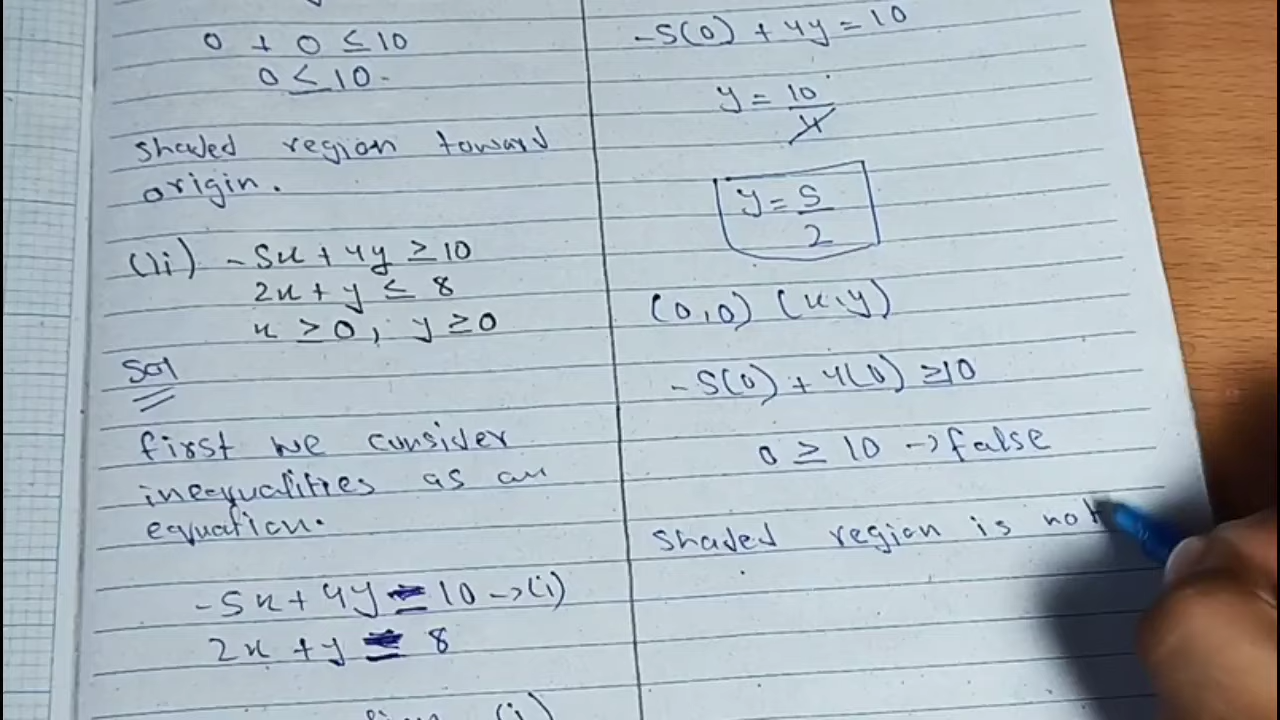 0 + 0 ≤ 10
0 ≤ 10.
shaded region toward
origin.
(ii) -5x + 4y ≥ 10
2x + y ≤ 8
x ≥ 0, y ≥ 0
Sol
first we consider
inequalities as an
equation.
-5x + 4y = 10 → (i)
2x + y = 8
(i)
-5(0) + 4y = 10
y = 10/4
y = 5/2
(0,0) (x,y)
-5(0) + 4(0) ≥ 10
0 ≥ 10 → false
shaded region is not